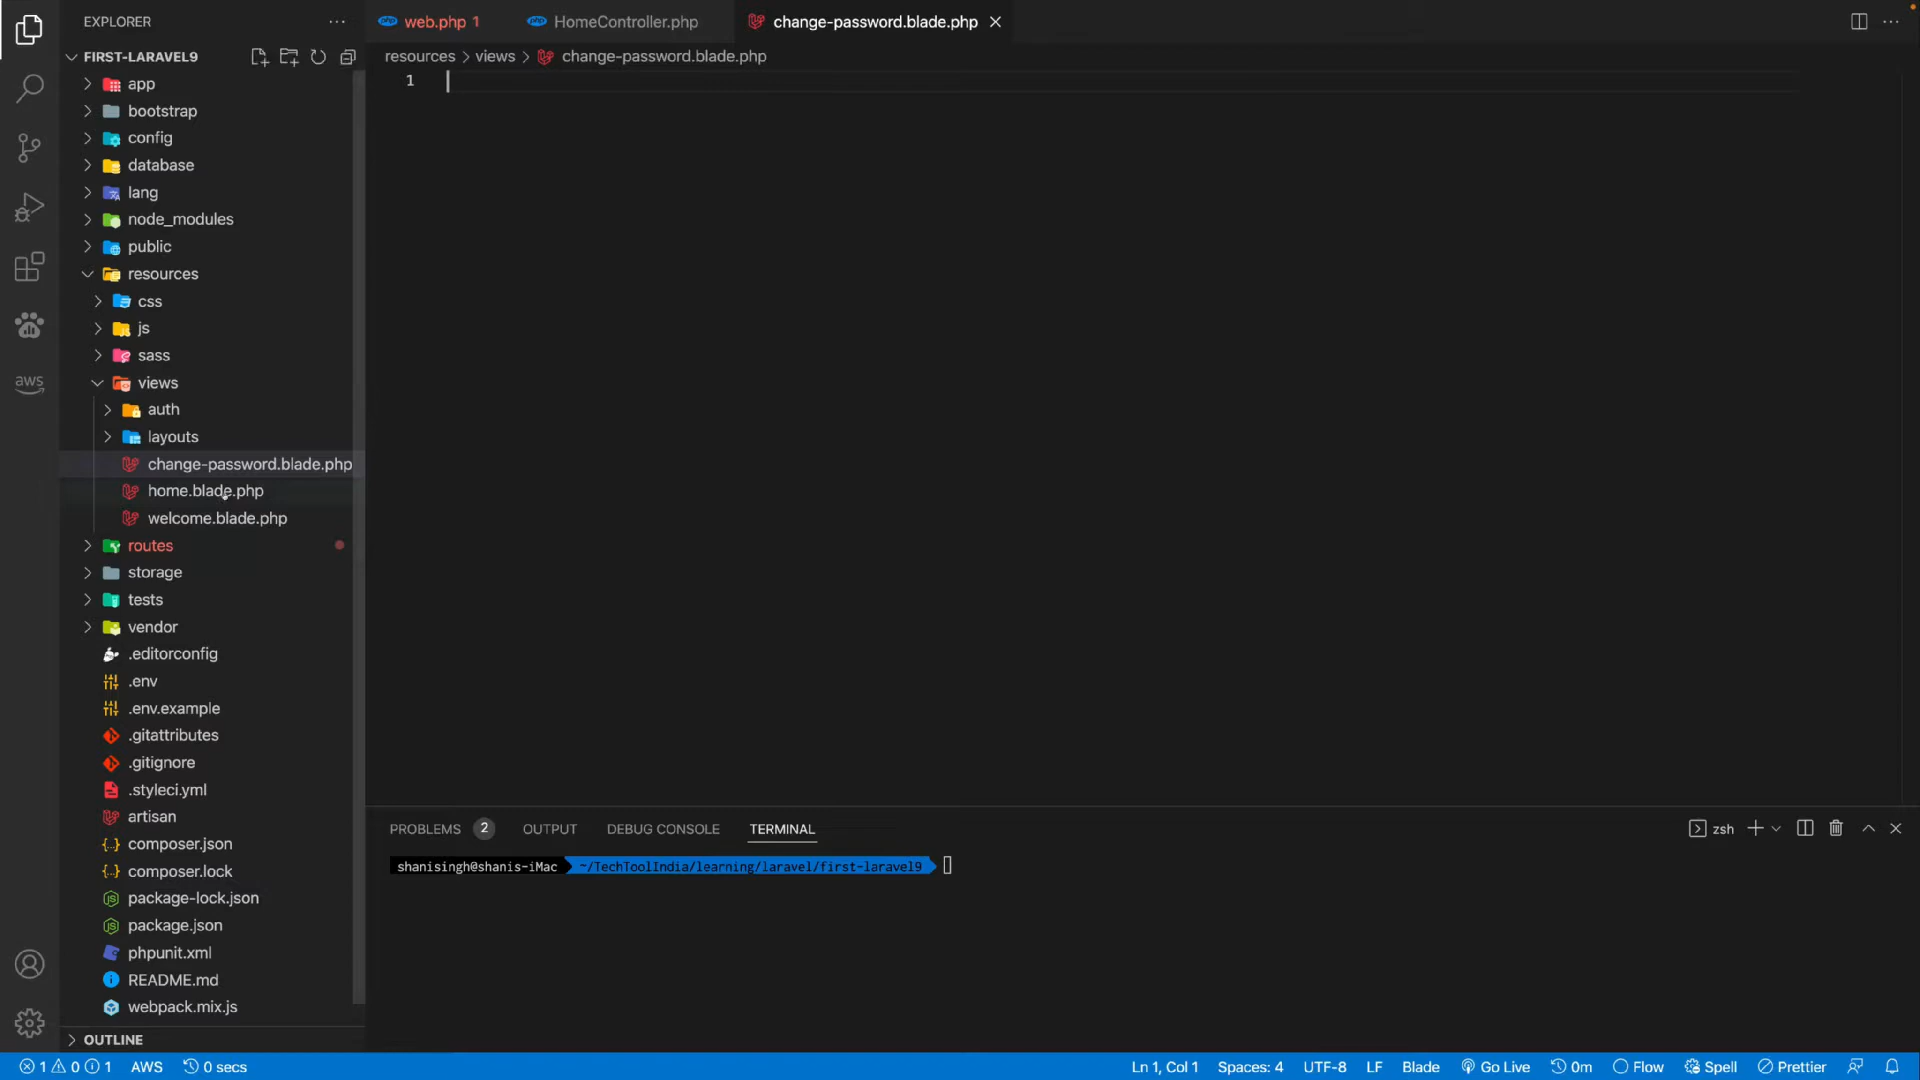 EXPLORER
web.php 1
HomeController.php
change-password.blade.php
FIRST-LARAVEL9
resources > views > change-password.blade.php
1
app
bootstrap
config
database
lang
node_modules
public
resources
css
js
sass
views
auth
layouts
change-password.blade.php
home.blade.php
welcome.blade.php
routes
storage
tests
vendor
.editorconfig
.env
.env.example
.gitattributes
.gitignore
.styleci.yml
artisan
composer.json
composer.lock
package-lock.json
package.json
phpunit.xml
README.md
webpack.mix.js
OUTLINE
aws
PROBLEMS 2 OUTPUT DEBUG CONSOLE TERMINAL
zsh
shanisingh@shanis-iMac ~/TechToolIndia/learning/laravel/first-laravel9
1 0 1 AWS 0 secs
Ln 1, Col 1 Spaces: 4 UTF-8 LF Blade Go Live 0m Flow Spell Prettier